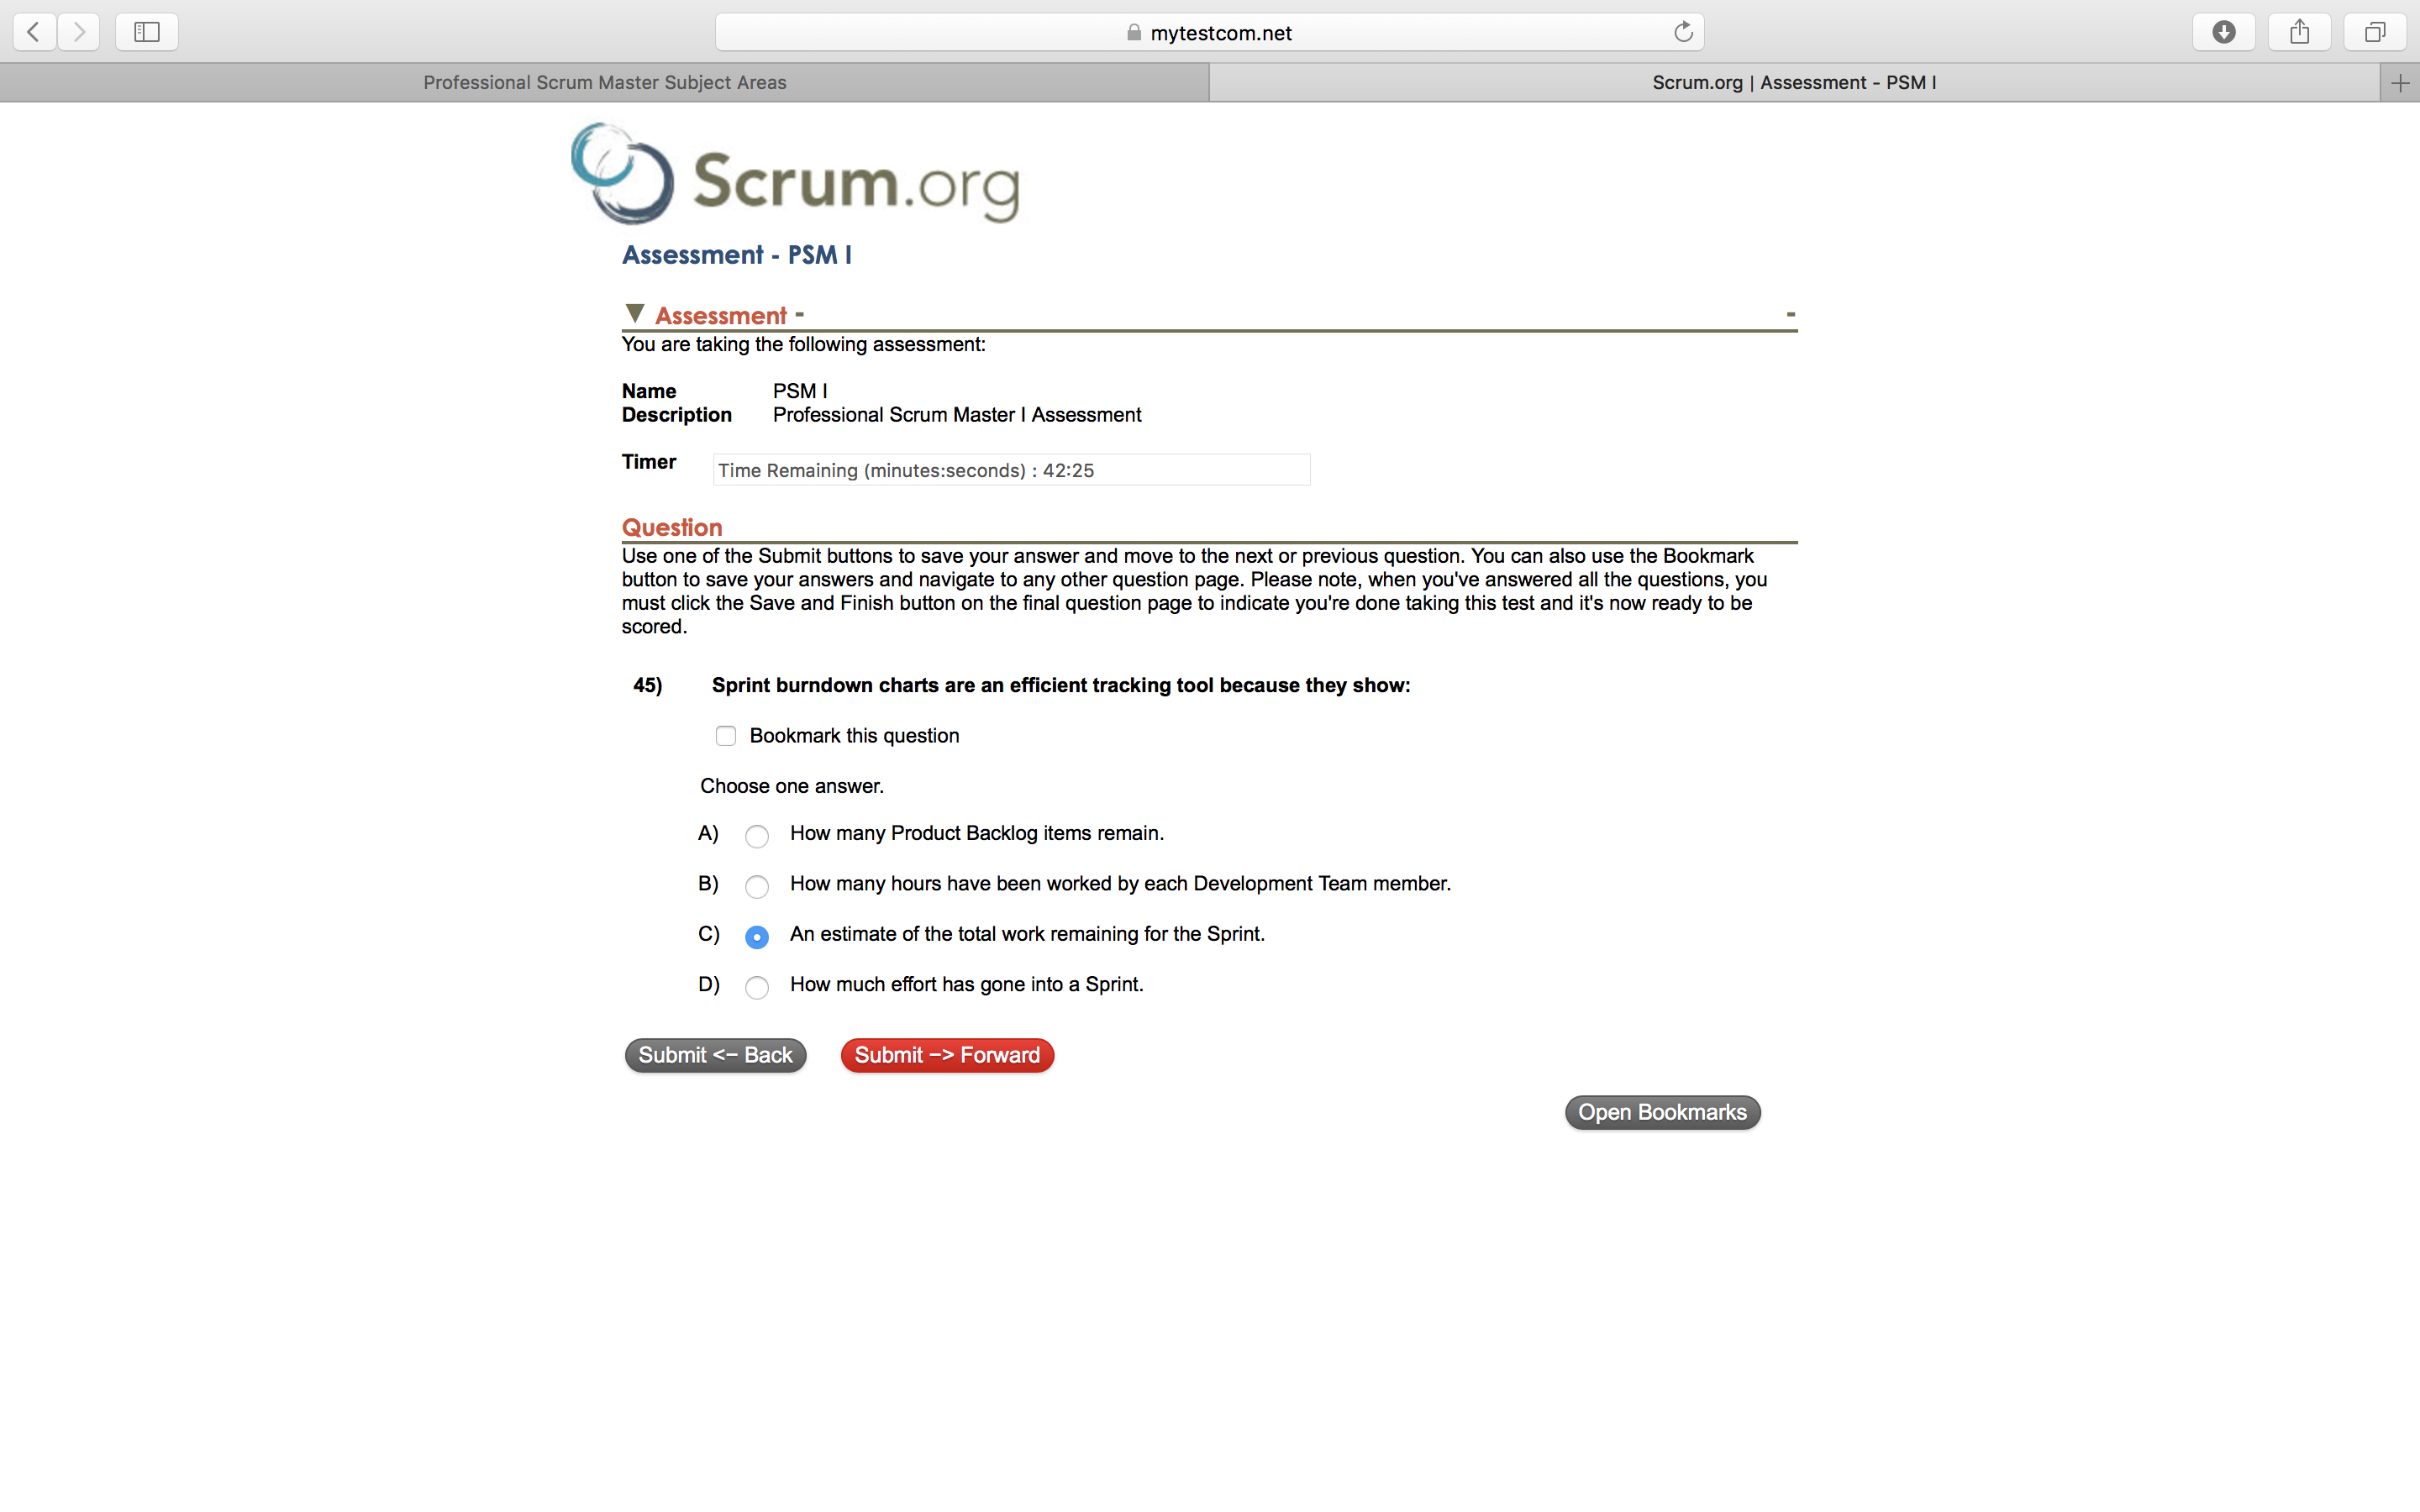 mytestcom.net
Professional Scrum Master Subject Areas
Scrum.org | Assessment - PSM I
Scrum.org
Assessment - PSM I
Assessment -
-
You are taking the following assessment:
Name PSM I
Description Professional Scrum Master I Assessment
Timer Time Remaining (minutes:seconds) : 42:25
Question
Use one of the Submit buttons to save your answer and move to the next or previous question. You can also use the Bookmark
button to save your answers and navigate to any other question page. Please note, when you've answered all the questions, you
must click the Save and Finish button on the final question page to indicate you're done taking this test and it's now ready to be
scored.
45) Sprint burndown charts are an efficient tracking tool because they show:
Bookmark this question
Choose one answer.
A) How many Product Backlog items remain.
B) How many hours have been worked by each Development Team member.
C) An estimate of the total work remaining for the Sprint.
D) How much effort has gone into a Sprint.
Submit <− Back Submit −> Forward
Open Bookmarks